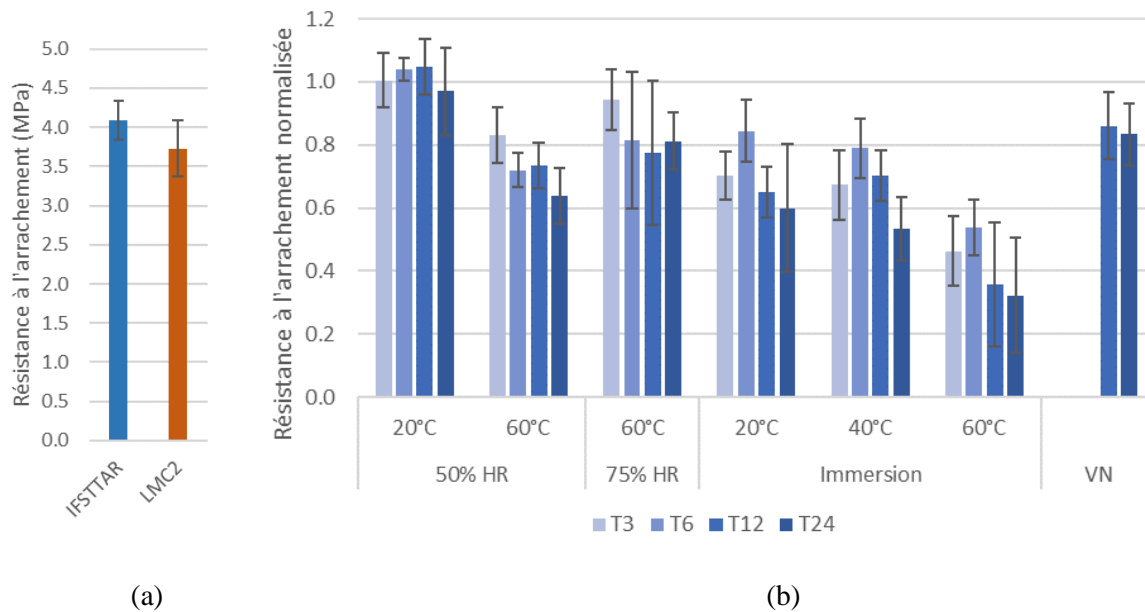 Résistance à l'arrachement (MPa)
5.0
4.5
4.0
3.5
3.0
2.5
2.0
1.5
1.0
0.5
0.0
IFSTTAR
LMC2
(a)
Résistance à l'arrachement normalisée
1.2
1.0
0.8
0.6
0.4
0.2
0.0
20°C 60°C 60°C 20°C 40°C 60°C
50% HR 75% HR Immersion VN
T3 T6 T12 T24
(b)